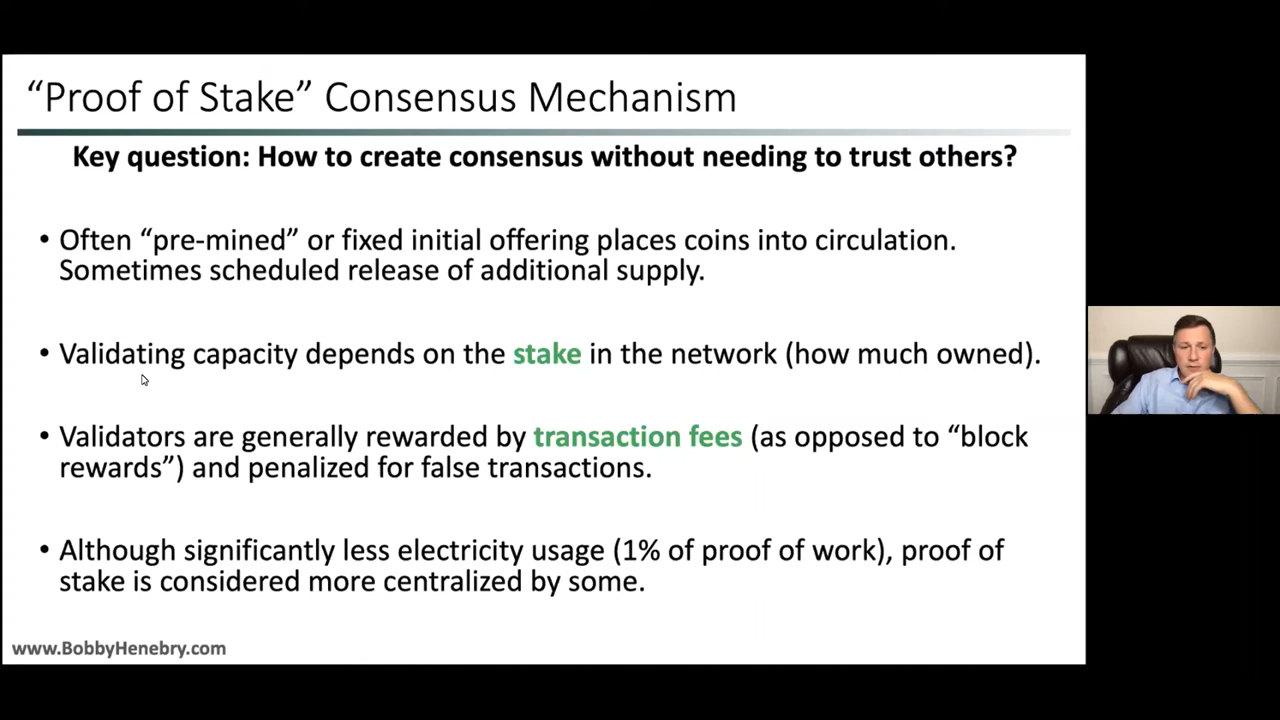 “Proof of Stake” Consensus Mechanism
Key question: How to create consensus without needing to trust others?
• Often “pre-mined” or fixed initial offering places coins into circulation.
Sometimes scheduled release of additional supply.
• Validating capacity depends on the stake in the network (how much owned).
• Validators are generally rewarded by transaction fees (as opposed to “block
rewards”) and penalized for false transactions.
• Although significantly less electricity usage (1% of proof of work), proof of
stake is considered more centralized by some.
www.BobbyHenebry.com